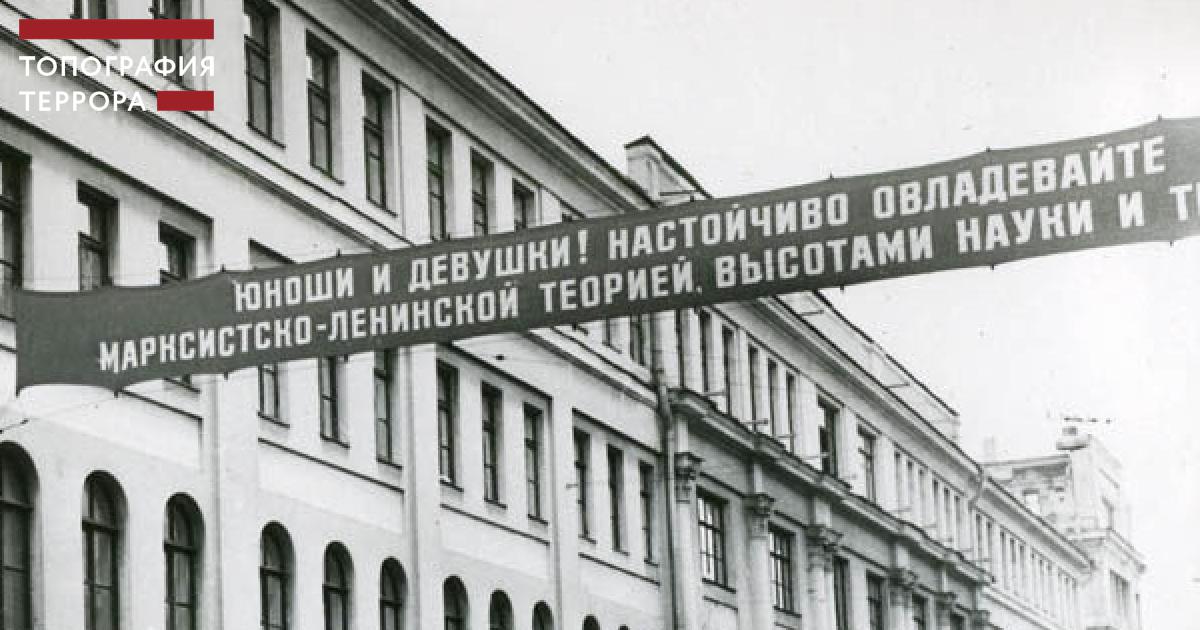 ТОПОГРАФИЯ
ТЕРРОРА
ЮНОШИ И ДЕВУШКИ! НАСТОЙЧИВО ОВЛАДЕВАЙТЕ
МАРКСИСТСКО-ЛЕНИНСКОЙ ТЕОРИЕЙ, ВЫСОТАМИ НАУКИ И